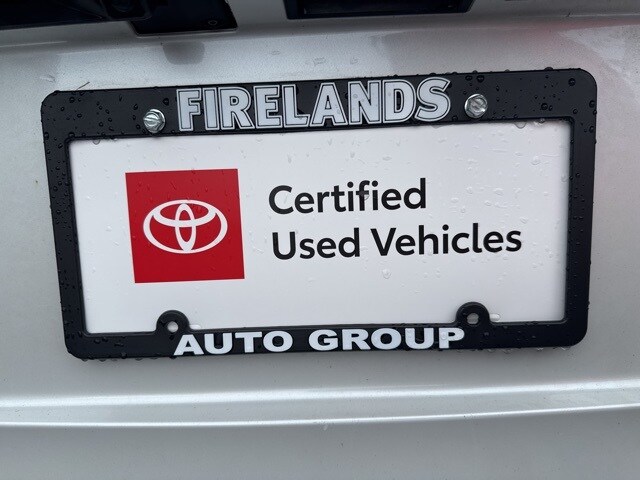 FIRELANDS
Certified
Used Vehicles
AUTO GROUP